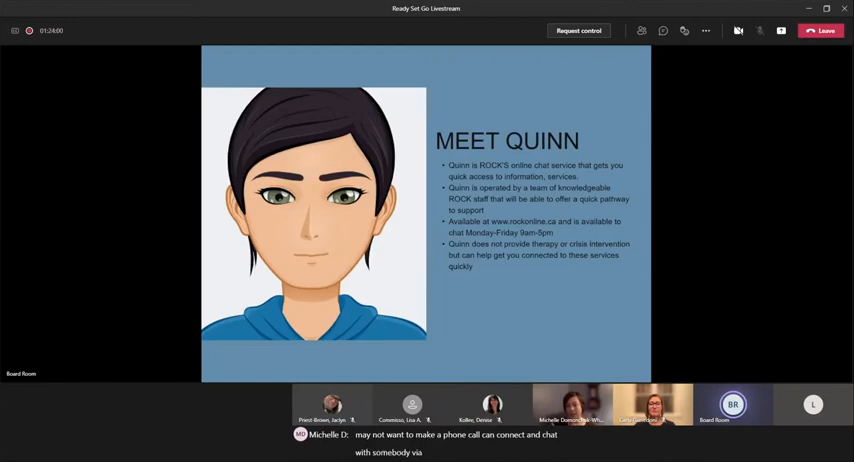 Ready Set Go Livestream
01:24:00
Request control
Leave
MEET QUINN
• Quinn is ROCK'S online chat service that gets you
quick access to information, services.
• Quinn is operated by a team of knowledgeable
ROCK staff that will be able to offer a quick pathway
to support
• Available at www.rockonline.ca and is available to
chat Monday-Friday 9am-5pm
• Quinn does not provide therapy or crisis intervention
but can help get you connected to these services
quickly
Board Room
Priest-Brown, Jaclyn
Commisso, Lisa A.
Kollee, Denise
Michelle
Board Room
BR
L
MD Michelle D: may not want to make a phone call can connect and chat
with somebody via